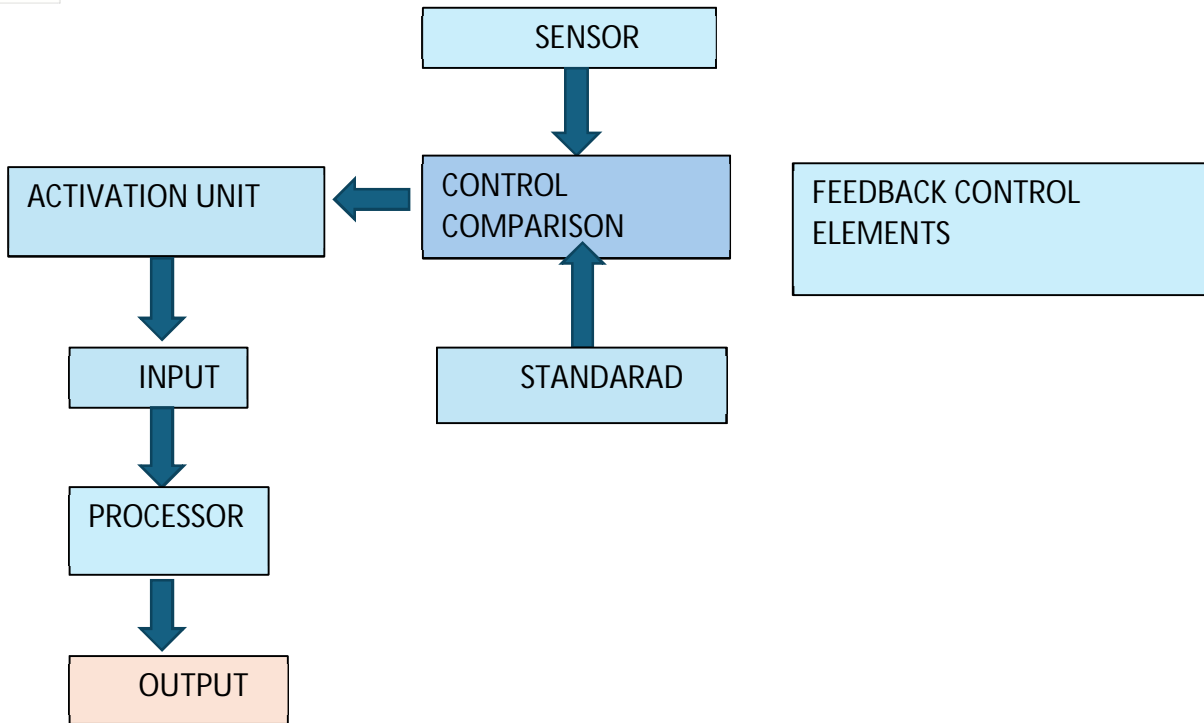 SENSOR
ACTIVATION UNIT
CONTROL
COMPARISON
FEEDBACK CONTROL
ELEMENTS
INPUT
STANDARAD
PROCESSOR
OUTPUT